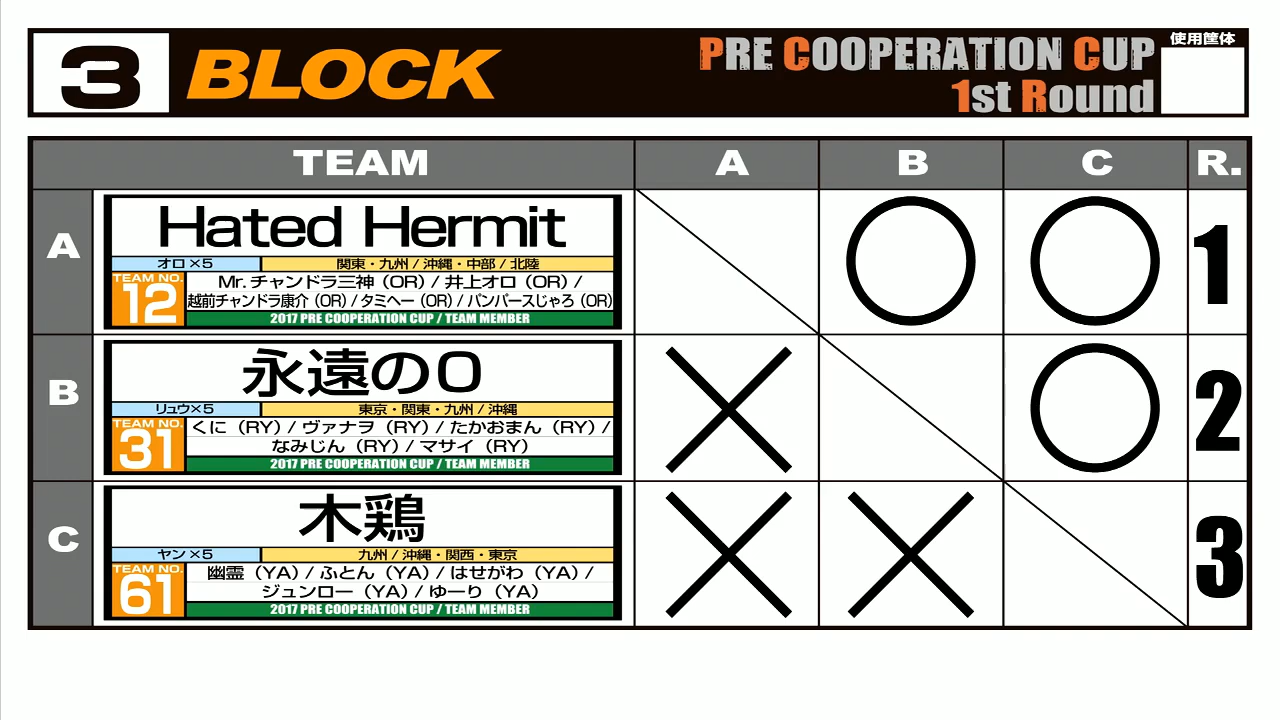 3 BLOCK
PRE COOPERATION CUP
1st Round
使用筐体
TEAM A B C R.
A
Hated Hermit
オロ×5
関東・九州 / 沖縄・中部 / 北陸
TEAM NO.
12
Mr.チャンドラ三神（OR）/ 井上オロ（OR）/
越前チャンドラ康介（OR）/ タミヘー（OR）/ パンパースじゃろ（OR）
2017 PRE COOPERATION CUP / TEAM MEMBER
○ ○ 1
B
永遠の０
リュウ×5
東京・関東・九州 / 沖縄
TEAM NO.
31
くに（RY）/ ヴァナヲ（RY）/ たかおまん（RY）/
なみじん（RY）/ マサイ（RY）
2017 PRE COOPERATION CUP / TEAM MEMBER
× ○ 2
C
木鶏
ヤン×5
九州 / 沖縄・関西・東京
TEAM NO.
61
幽霊（YA）/ ふとん（YA）/ はせがわ（YA）/
ジュンロー（YA）/ ゆーり（YA）
2017 PRE COOPERATION CUP / TEAM MEMBER
× × 3